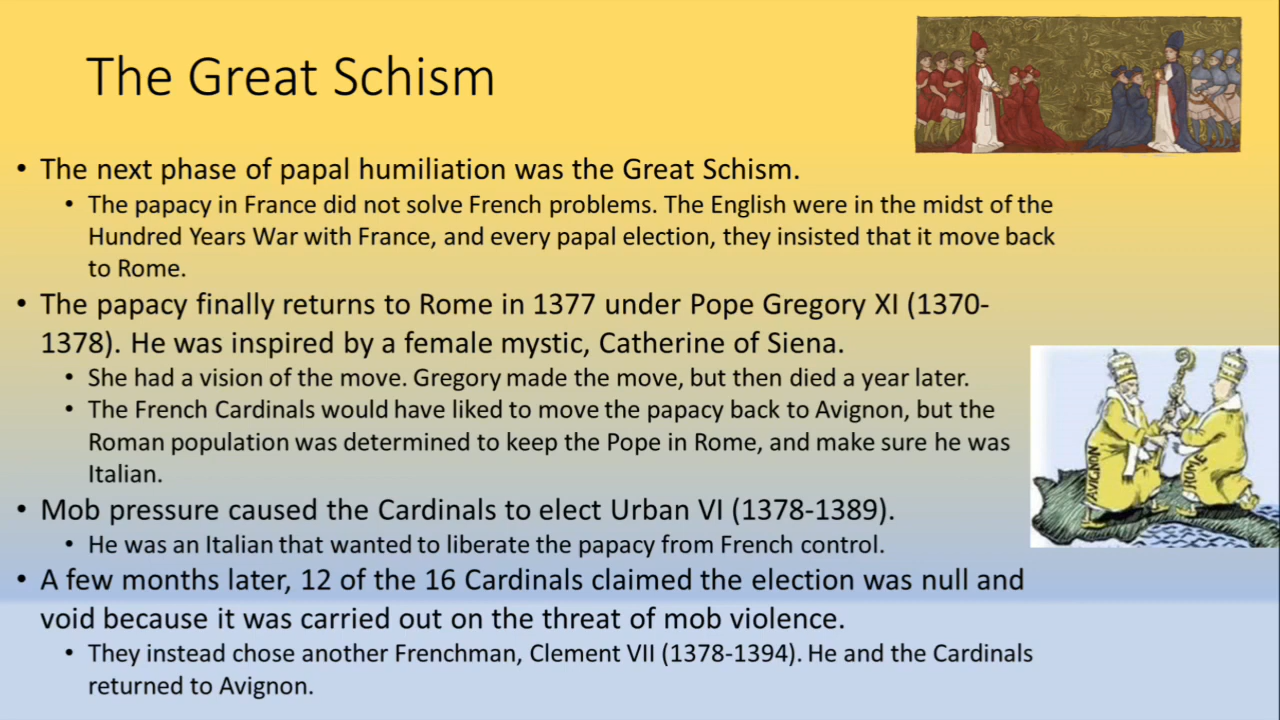 The Great Schism
• The next phase of papal humiliation was the Great Schism.
• The papacy in France did not solve French problems. The English were in the midst of the
Hundred Years War with France, and every papal election, they insisted that it move back
to Rome.
• The papacy finally returns to Rome in 1377 under Pope Gregory XI (1370-
1378). He was inspired by a female mystic, Catherine of Siena.
• She had a vision of the move. Gregory made the move, but then died a year later.
• The French Cardinals would have liked to move the papacy back to Avignon, but the
Roman population was determined to keep the Pope in Rome, and make sure he was
Italian.
AVIGNON
ROME
• Mob pressure caused the Cardinals to elect Urban VI (1378-1389).
• He was an Italian that wanted to liberate the papacy from French control.
• A few months later, 12 of the 16 Cardinals claimed the election was null and
void because it was carried out on the threat of mob violence.
• They instead chose another Frenchman, Clement VII (1378-1394). He and the Cardinals
returned to Avignon.